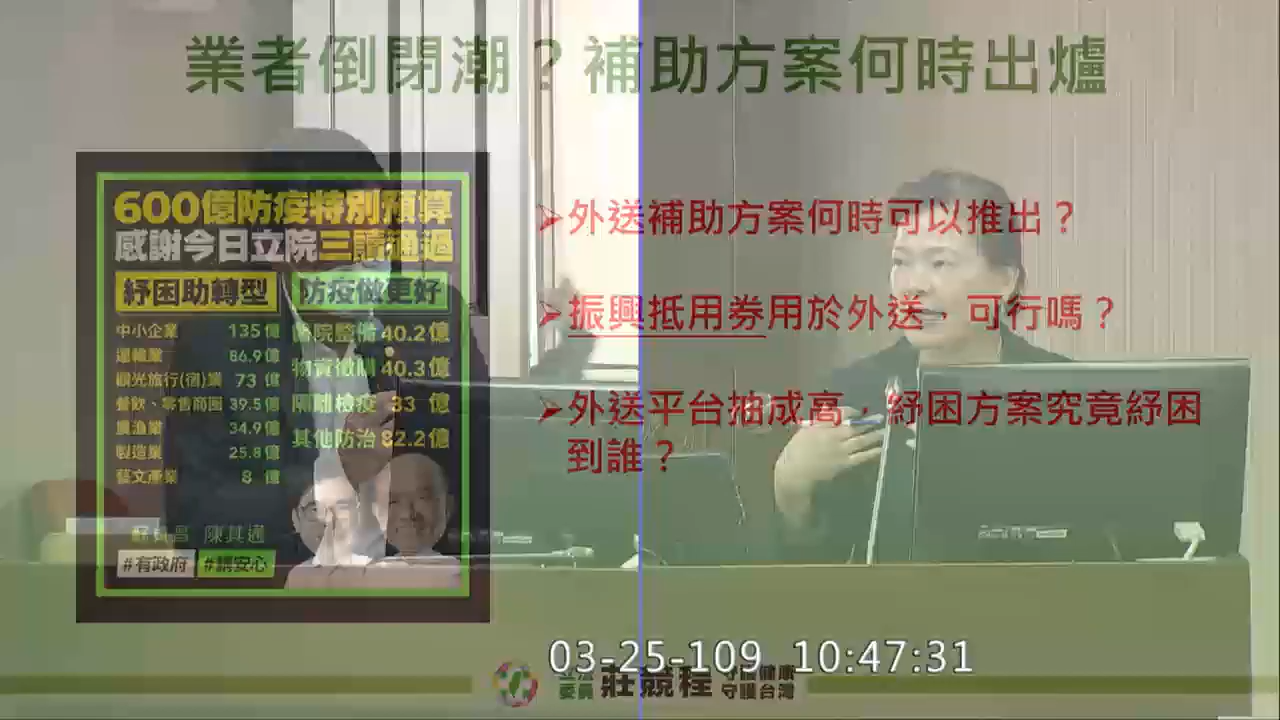 業者倒閉潮？補助方案何時出爐
600億防疫特別預算
感謝今日立院三讀通過
紓困助轉型
防疫做更好
中小企業 135億
運輸業 86.9億
觀光旅行(宿)業 73 億
餐飲、零售商圈 39.5億
農漁業 34.9億
製造業 25.8億
藝文產業 8 億
醫院整備 40.2億
物資徵購 40.3億
隔離檢疫 33 億
其他防治 82.2億
蘇貞昌 陳其邁
#有政府 #請安心
➢外送補助方案何時可以推出？
➢振興抵用券用於外送，可行嗎？
➢外送平台抽成高，紓困方案究竟紓困
到誰？
03-25-109 10:47:31
委員 莊競程 守護健康
守護台灣